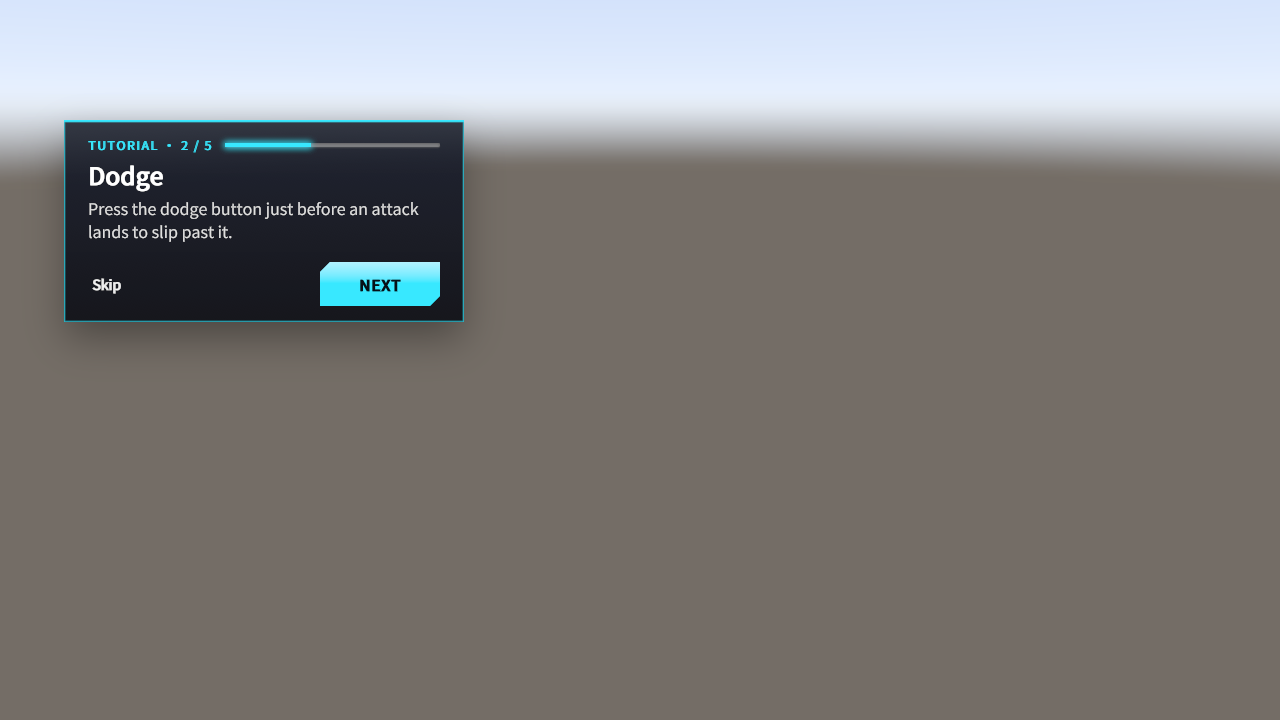 TUTORIAL • 2 / 5
Dodge
Press the dodge button just before an attack
lands to slip past it.
Skip
NEXT